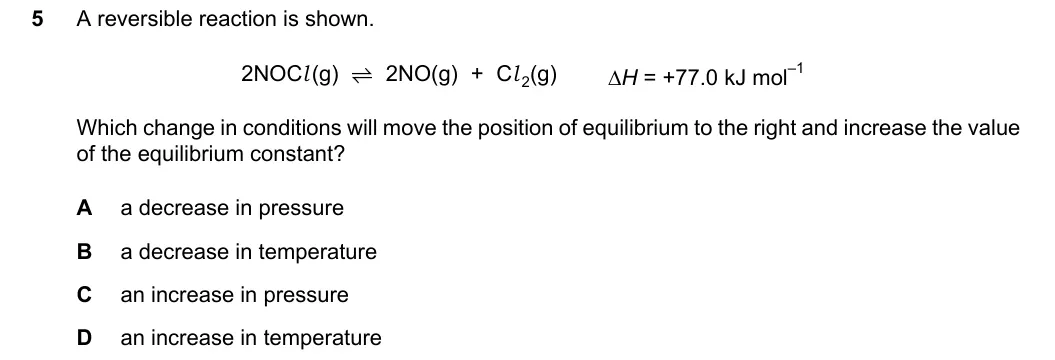 5 A reversible reaction is shown.
2NOCl(g) ⇌ 2NO(g) + Cl₂(g) ΔH = +77.0 kJ mol⁻¹
Which change in conditions will move the position of equilibrium to the right and increase the value
of the equilibrium constant?
A a decrease in pressure
B a decrease in temperature
C an increase in pressure
D an increase in temperature